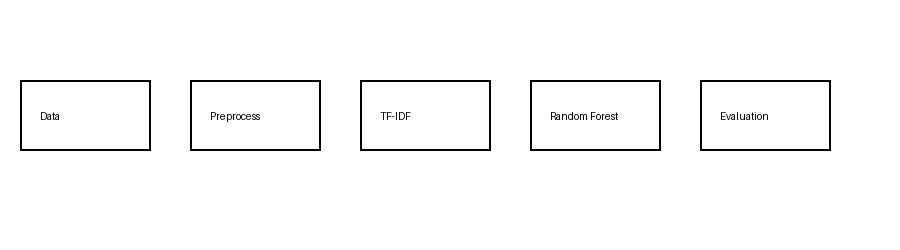 Data
Preprocess
TF-IDF
Random Forest
Evaluation